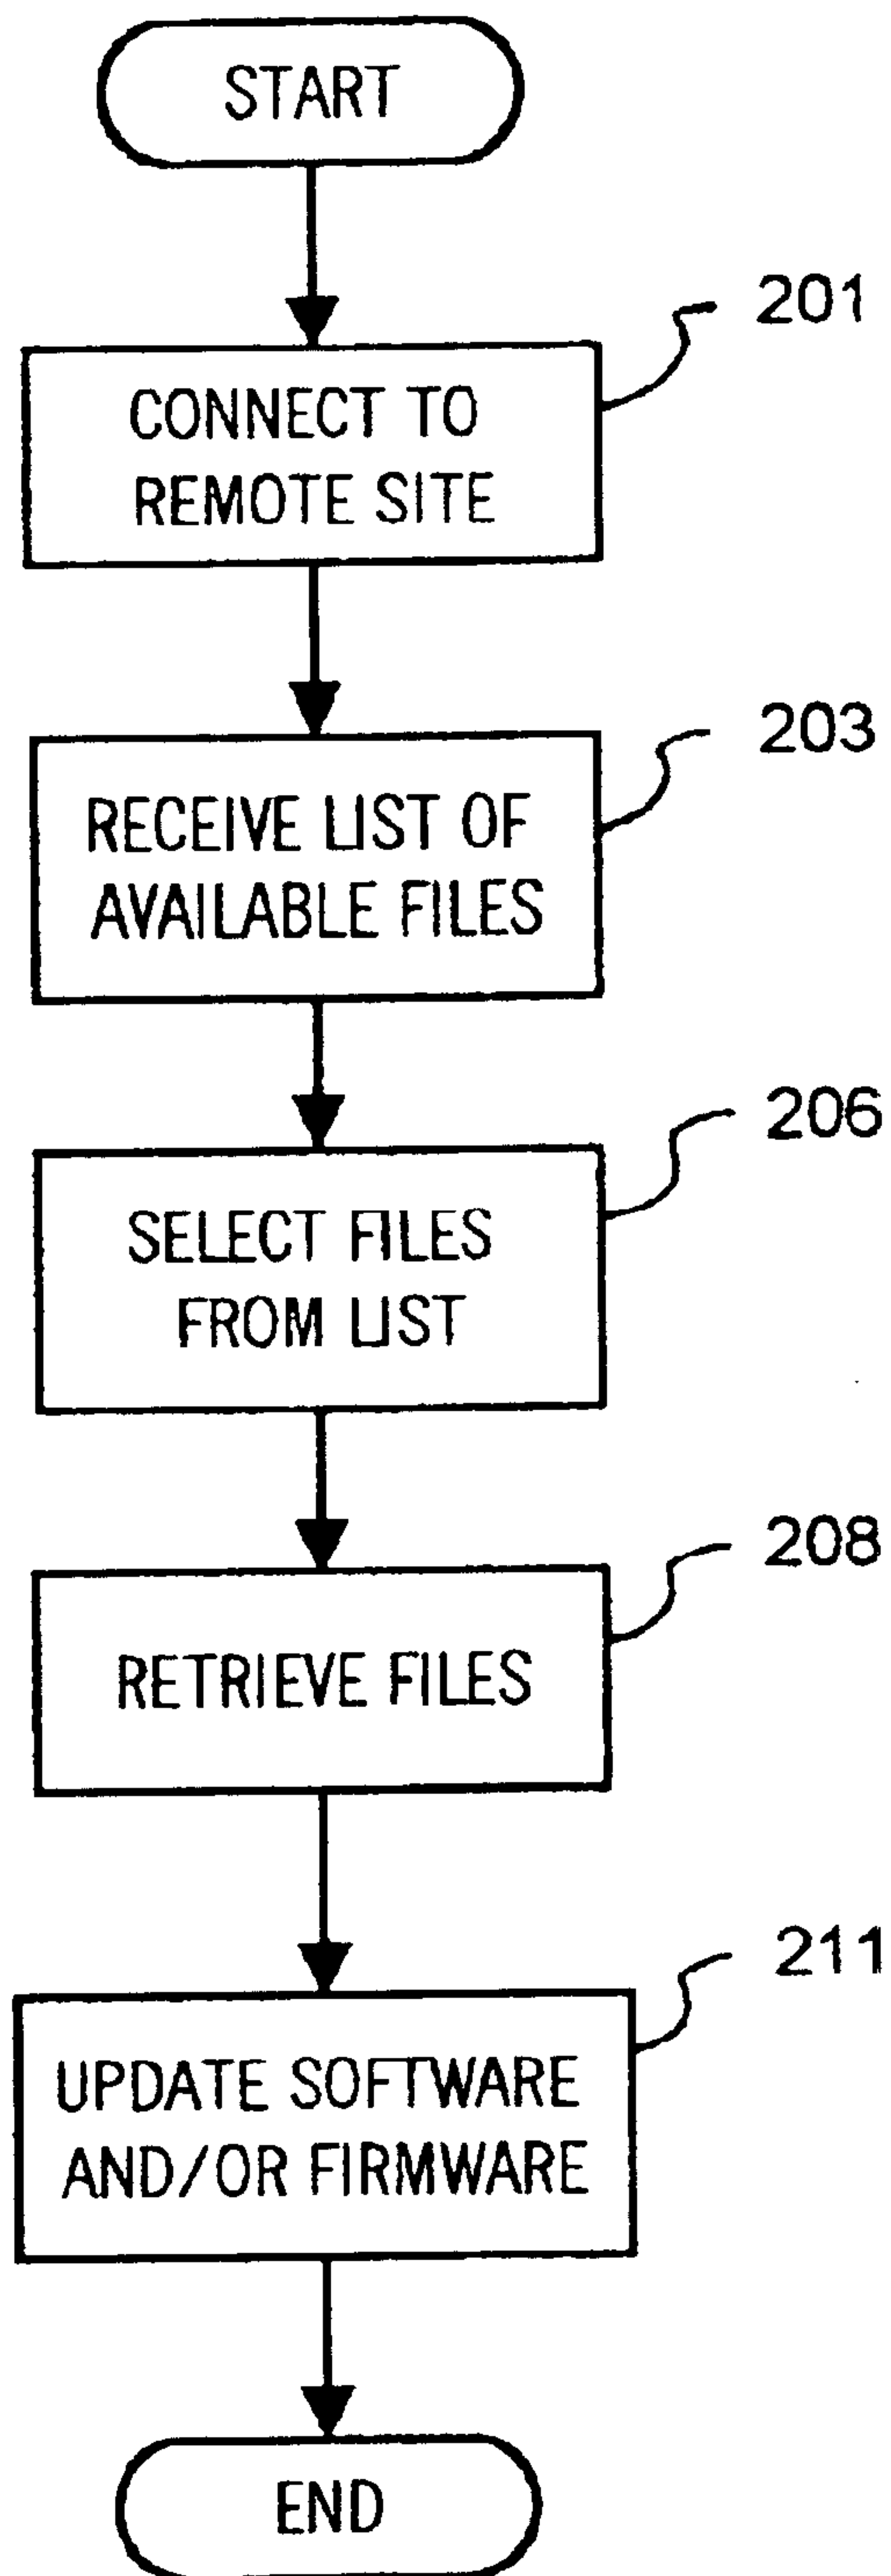 START
201
CONNECT TO
REMOTE SITE
203
RECEIVE LIST OF
AVAILABLE FILES
206
SELECT FILES
FROM LIST
208
RETRIEVE FILES
211
UPDATE SOFTWARE
AND/OR FIRMWARE
END